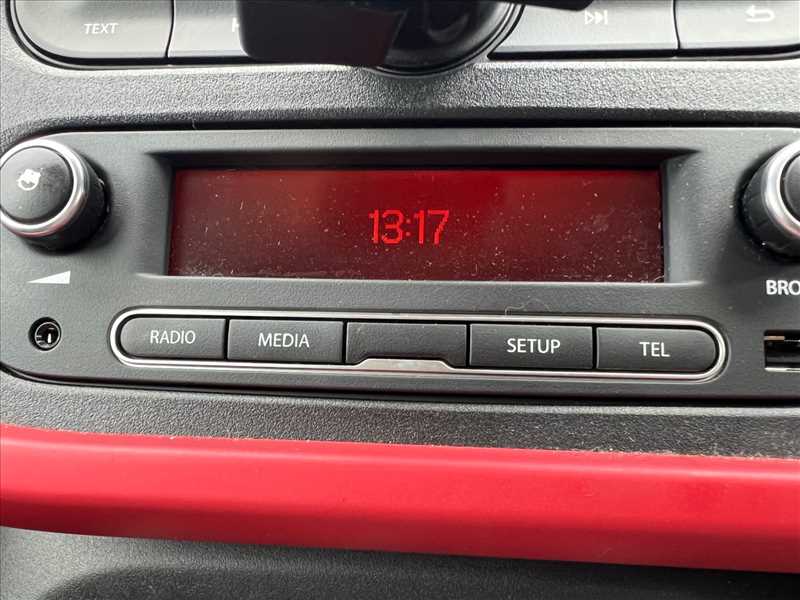 TEXT
13:17
BRO
RADIO
MEDIA
SETUP
TEL